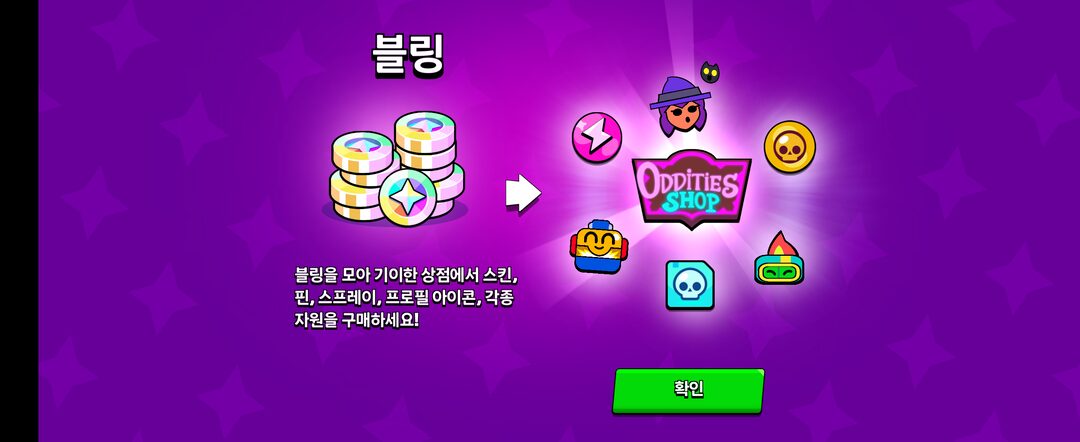 블링
ODDITIES
SHOP
블링을 모아 기이한 상점에서 스킨,
핀, 스프레이, 프로필 아이콘, 각종
자원을 구매하세요!
확인